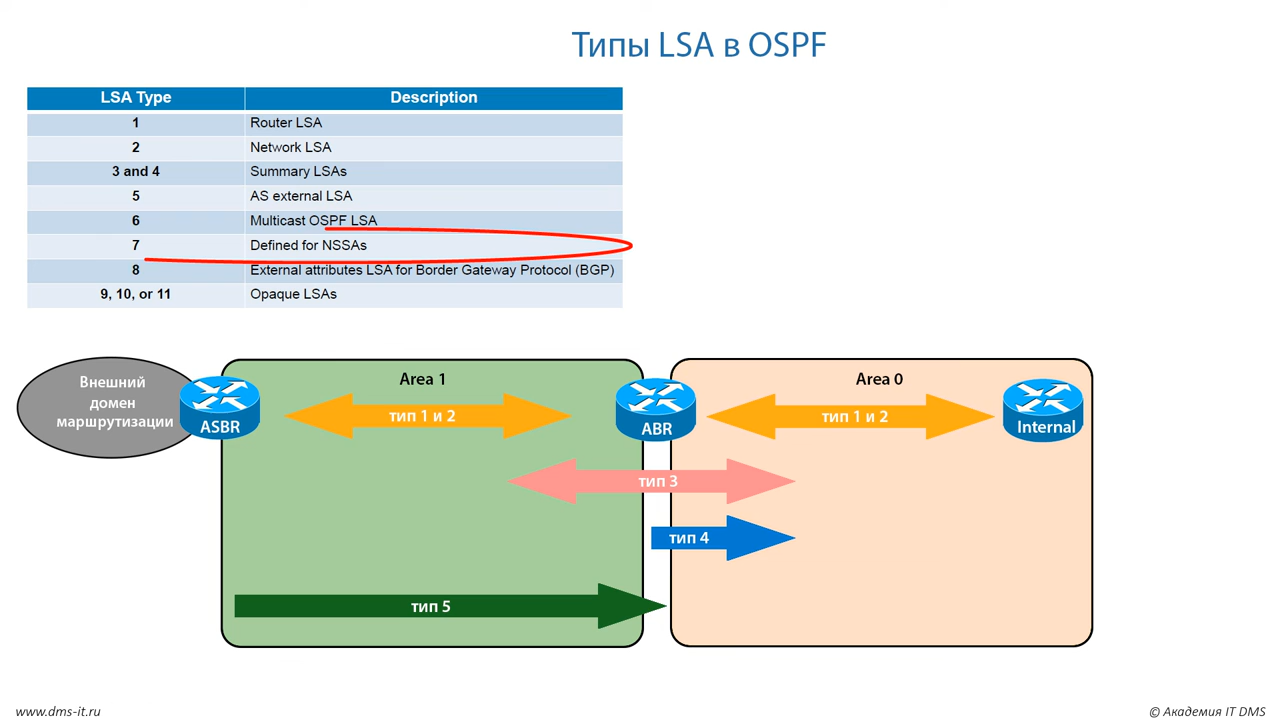 Типы LSA в OSPF
LSA Type Description
1 Router LSA
2 Network LSA
3 and 4 Summary LSAs
5 AS external LSA
6 Multicast OSPF LSA
7 Defined for NSSAs
8 External attributes LSA for Border Gateway Protocol (BGP)
9, 10, or 11 Opaque LSAs
Внешний
домен
маршрутизации
ASBR
Area 1
тип 1 и 2
ABR
Area 0
тип 1 и 2
Internal
тип 3
тип 4
тип 5
www.dms-it.ru
© Академия IT DMS